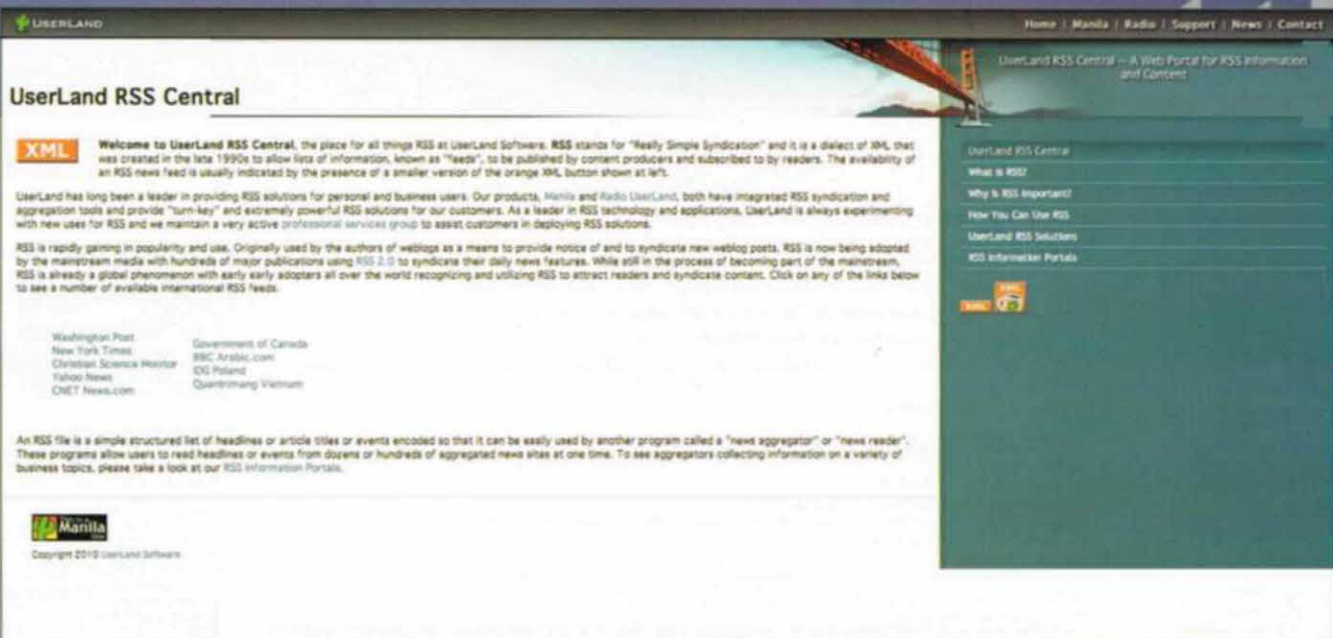 USERLAND
Home | Manila | Radio | Support | News | Contact
UserLand RSS Central — A Web Portal for RSS Information
and Content
UserLand RSS Central
XML
Welcome to UserLand RSS Central, the place for all things RSS at UserLand Software. RSS stands for "Really Simple Syndication" and it is a dialect of XML that
was created in the late 1990s to allow lists of information, known as "feeds", to be published by content producers and subscribed to by readers. The availability of
an RSS news feed is usually indicated by the presence of a smaller version of the orange XML button shown at left.
UserLand has long been a leader in providing RSS solutions for personal and business users. Our products, Manila and Radio UserLand, both have integrated RSS syndication and
aggregation tools and provide "turn-key" and extremely powerful RSS solutions for our customers. As a leader in RSS technology and applications, UserLand is always experimenting
with new uses for RSS and we maintain a very active professional services group to assist customers in deploying RSS solutions.
RSS is rapidly gaining in popularity and use. Originally used by the authors of weblogs as a means to provide notice of and to syndicate new weblog posts, RSS is now being adopted
by the mainstream media with hundreds of major publications using RSS 2.0 to syndicate their daily news features. While still in the process of becoming part of the mainstream,
RSS is already a global phenomenon with early early adopters all over the world recognizing and utilizing RSS to attract readers and syndicate content. Click on any of the links below
to see a number of available international RSS feeds.
Washington Post
New York Times
Christian Science Monitor
Yahoo News
CNET News.com
Government of Canada
BBC Arabic.com
IDG Poland
Quantrimang Vietnam
An RSS file is a simple structured list of headlines or article titles or events encoded so that it can be easily used by another program called a "news aggregator" or "news reader".
These programs allow users to read headlines or events from dozens or hundreds of aggregated news sites at one time. To see aggregators collecting information on a variety of
business topics, please take a look at our RSS Information Portals.
Manila
Copyright 2010 UserLand Software
UserLand RSS Central
What is RSS?
Why Is RSS Important?
How You Can Use RSS
UserLand RSS Solutions
RSS Information Portals
XML
XML